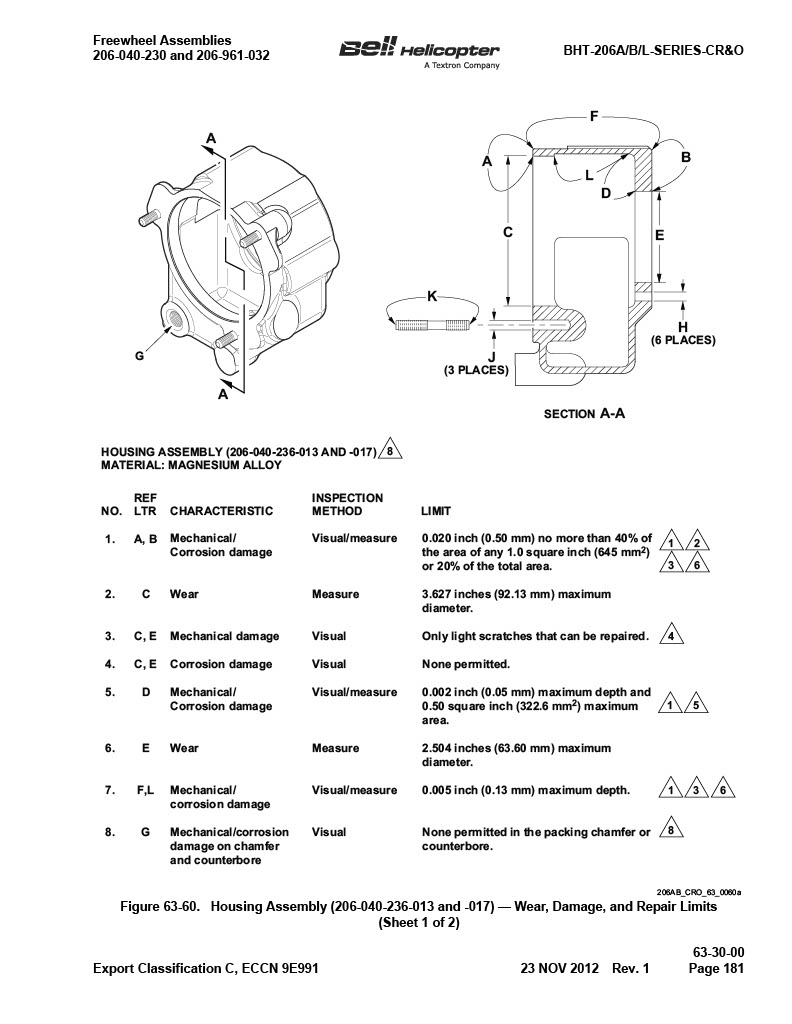 Freewheel Assemblies
206-040-230 and 206-961-032
Bell Helicopter
A Textron Company
BHT-206A/B/L-SERIES-CR&O
A
G
A
F
A
B
L
D
C
E
K
H
(6 PLACES)
J
(3 PLACES)
SECTION A-A
HOUSING ASSEMBLY (206-040-236-013 AND -017) 8
MATERIAL: MAGNESIUM ALLOY
REF INSPECTION
NO. LTR CHARACTERISTIC METHOD LIMIT
1. A, B Mechanical/ Visual/measure 0.020 inch (0.50 mm) no more than 40% of 1 2
Corrosion damage the area of any 1.0 square inch (645 mm2)
or 20% of the total area. 3 6
2. C Wear Measure 3.627 inches (92.13 mm) maximum
diameter.
3. C, E Mechanical damage Visual Only light scratches that can be repaired. 4
4. C, E Corrosion damage Visual None permitted.
5. D Mechanical/ Visual/measure 0.002 inch (0.05 mm) maximum depth and
Corrosion damage 0.50 square inch (322.6 mm2) maximum 1 5
area.
6. E Wear Measure 2.504 inches (63.60 mm) maximum
diameter.
7. F,L Mechanical/ Visual/measure 0.005 inch (0.13 mm) maximum depth. 1 3 6
corrosion damage
8. G Mechanical/corrosion Visual None permitted in the packing chamfer or 8
damage on chamfer counterbore.
and counterbore
206AB_CRO_63_0060a
Figure 63-60. Housing Assembly (206-040-236-013 and -017) — Wear, Damage, and Repair Limits
(Sheet 1 of 2)
63-30-00
Export Classification C, ECCN 9E991 23 NOV 2012 Rev. 1 Page 181